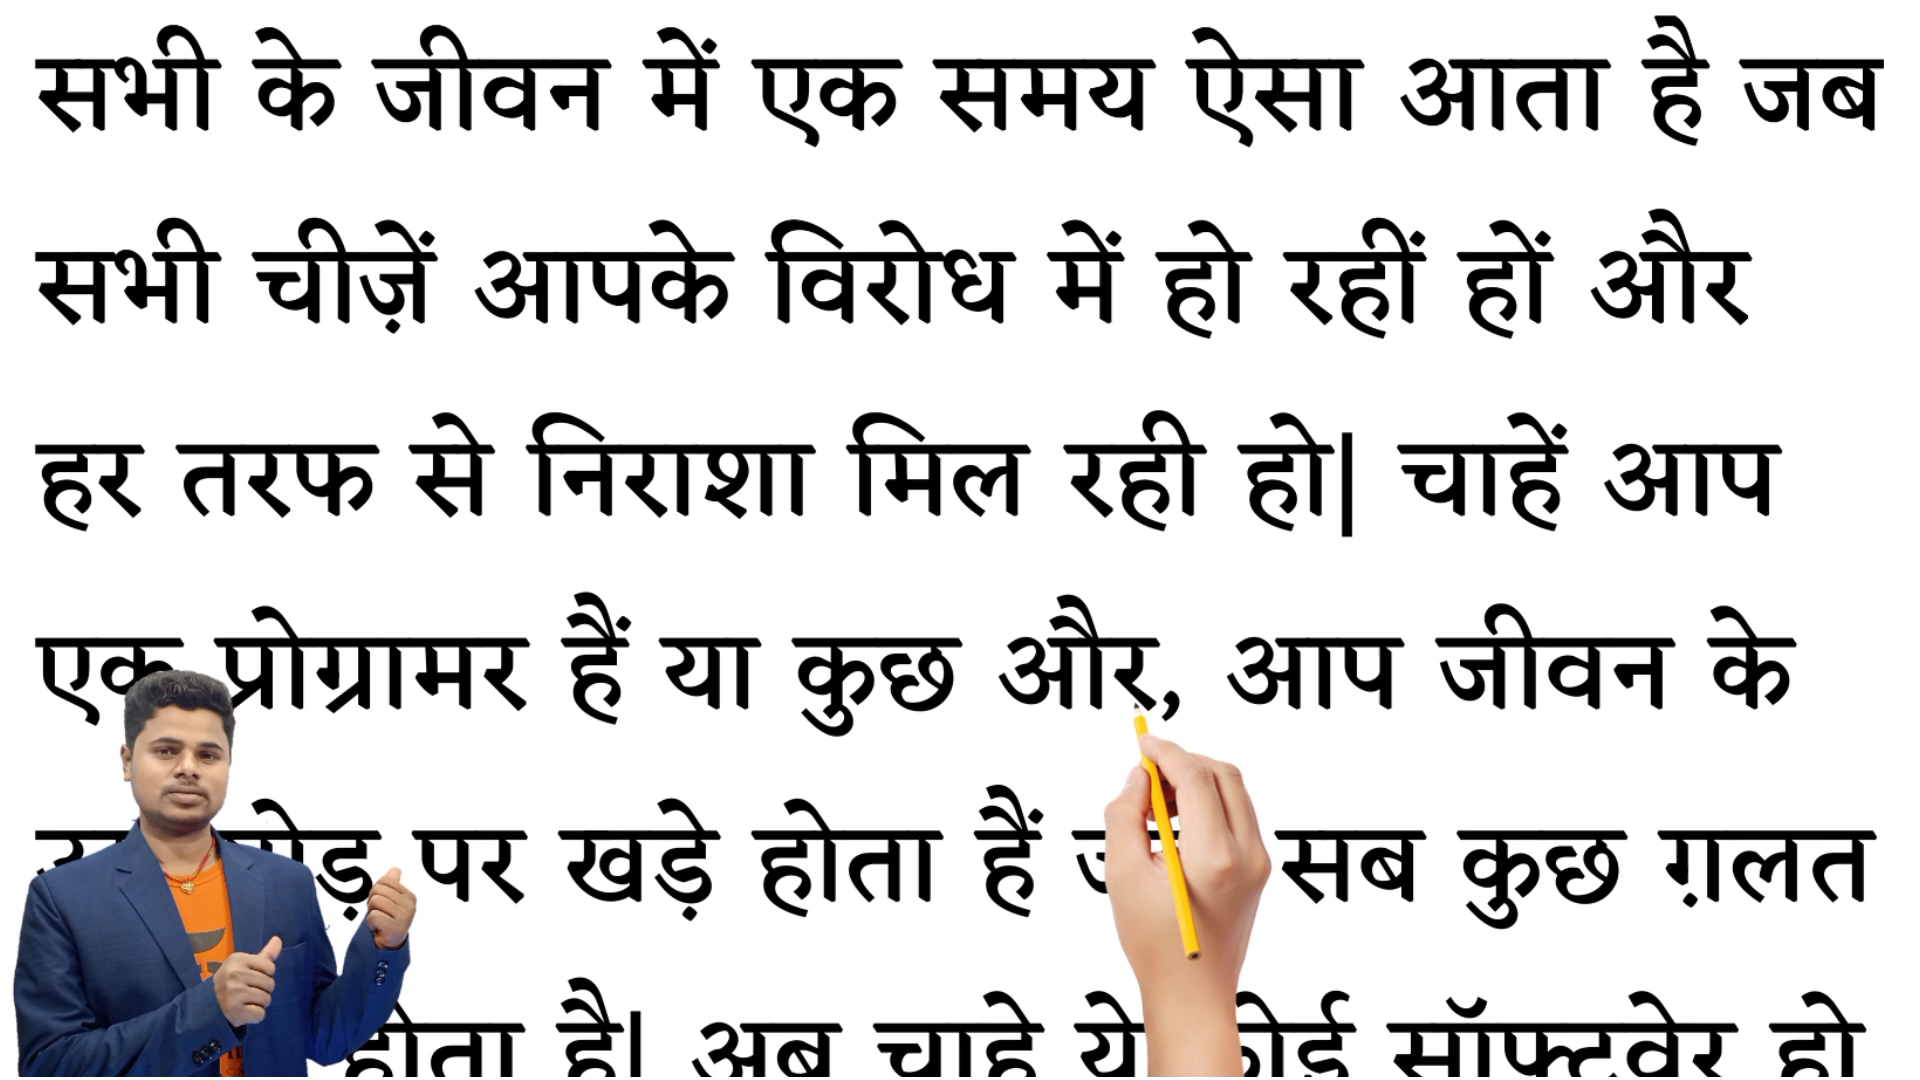 सभी के जीवन में एक समय ऐसा आता है जब
सभी चीज़ें आपके विरोध में हो रहीं हों और
हर तरफ से निराशा मिल रही हो| चाहें आप
एक प्रोग्रामर हैं या कुछ और, आप जीवन के
पर खड़े होता हैं सब कुछ ग़लत
होता है| अब चाहे ये कोई सॉफ्टवेर हो